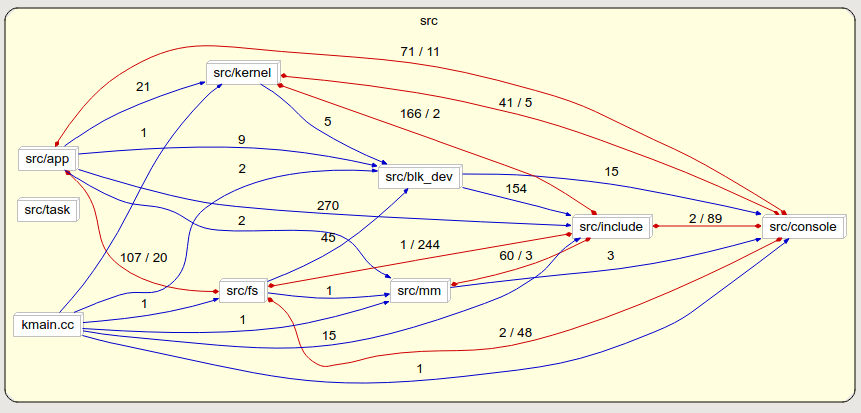 src
71 / 11
src/kernel
21
41 / 5
166 / 2
5
1
9
src/app
2
src/blk_dev
15
154
src/task
270
2
2 / 89
src/include
src/console
45
1 / 244
107 / 20
60 / 3
3
src/fs
1
src/mm
1
kmain.cc
1
15
2 / 48
1